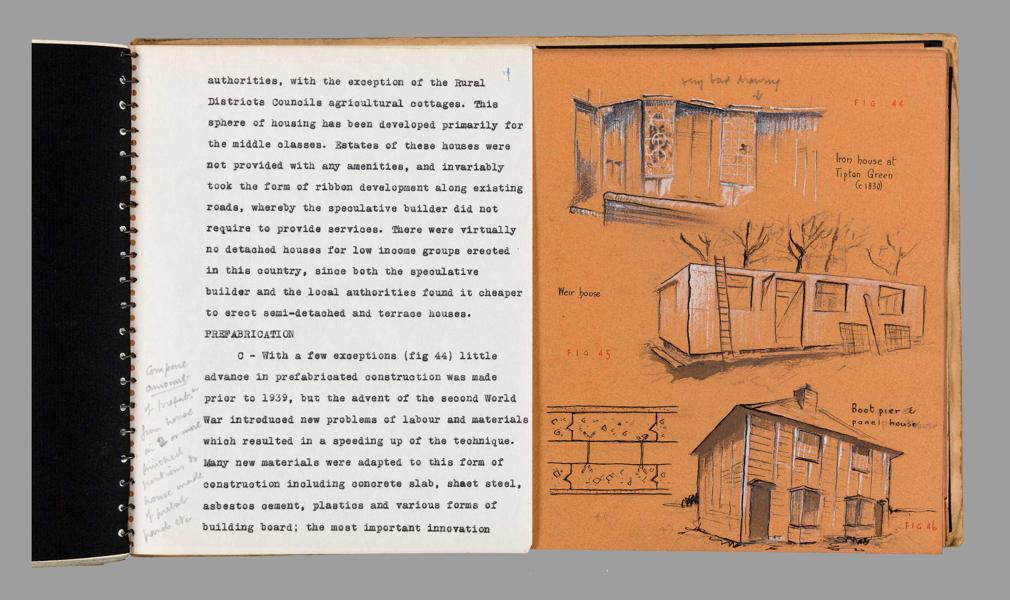 authorities, with the exception of the Rural
Districts Councils agricultural cottages. This
sphere of housing has been developed primarily for
the middle classes. Estates of these houses were
not provided with any amenities, and invariably
took the form of ribbon development along existing
roads, whereby the speculative builder did not
require to provide services. There were virtually
no detached houses for low income groups erected
in this country, since both the speculative
builder and the local authorities found it cheaper
to erect semi-detached and terrace houses.
PREFABRICATION
C - With a few exceptions (fig 44) little
advance in prefabricated construction was made
prior to 1939, but the advent of the second World
War introduced new problems of labour and materials
which resulted in a speeding up of the technique.
Many new materials were adapted to this form of
construction including concrete slab, shaet steel,
asbestos cement, plastics and various forms of
building board; the most important innovation
Compare
amount
of prefab.n
from house
in 2 or more
finished
portions to
house made
of prefab
panels etc
very bad drawing
FIG 44
Iron house at
Tipton Green
(c 1830)
Weir house
FIG 45
Boot pier &
panel house
FIG 46